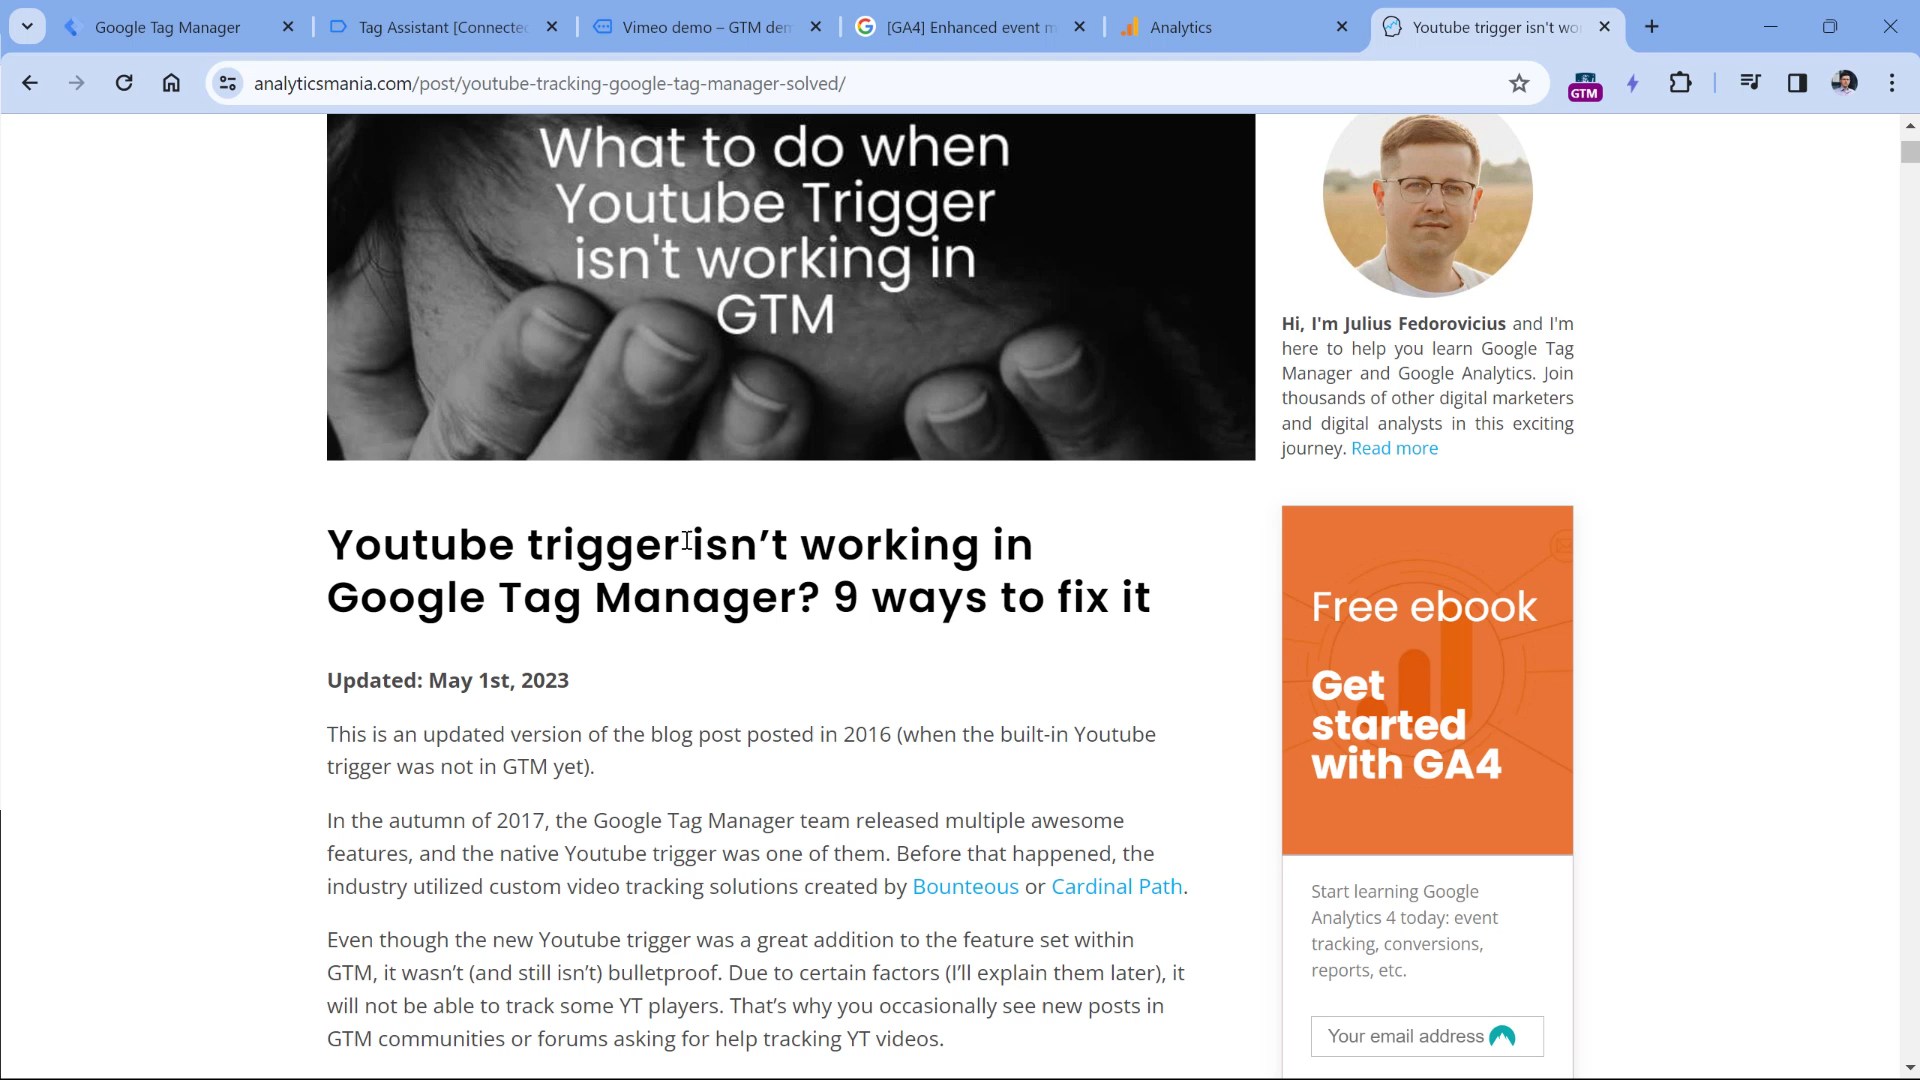 Google Tag Manager
Tag Assistant [Connecte
Vimeo demo – GTM dem
[GA4] Enhanced event m
Analytics
Youtube trigger isn't wo
analyticsmania.com/post/youtube-tracking-google-tag-manager-solved/
GTM
What to do when
Youtube Trigger
isn't working in
GTM
Hi, I'm Julius Fedorovicius and I'm
here to help you learn Google Tag
Manager and Google Analytics. Join
thousands of other digital marketers
and digital analysts in this exciting
journey. Read more
Youtube trigger isn’t working in
Google Tag Manager? 9 ways to fix it
Updated: May 1st, 2023
This is an updated version of the blog post posted in 2016 (when the built-in Youtube
trigger was not in GTM yet).
In the autumn of 2017, the Google Tag Manager team released multiple awesome
features, and the native Youtube trigger was one of them. Before that happened, the
industry utilized custom video tracking solutions created by Bounteous or Cardinal Path.
Even though the new Youtube trigger was a great addition to the feature set within
GTM, it wasn’t (and still isn’t) bulletproof. Due to certain factors (I’ll explain them later), it
will not be able to track some YT players. That’s why you occasionally see new posts in
GTM communities or forums asking for help tracking YT videos.
Free ebook
Get
started
with GA4
Start learning Google
Analytics 4 today: event
tracking, conversions,
reports, etc.
Your email address